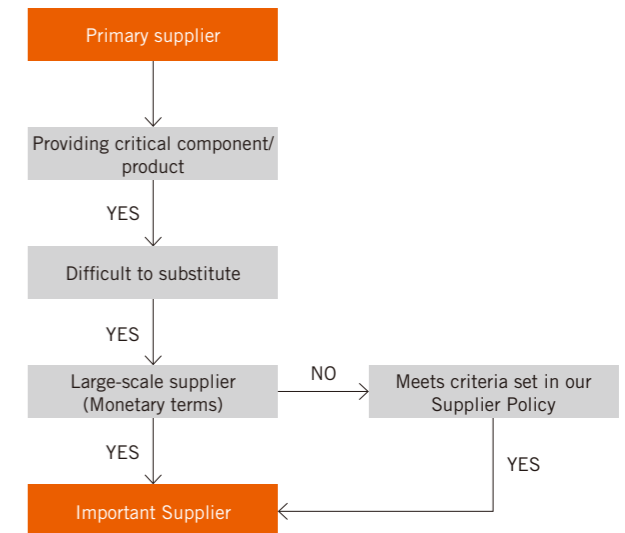 Primary supplier
Providing critical component/
product
YES
Difficult to substitute
YES
Large-scale supplier
(Monetary terms)
NO
Meets criteria set in our
Supplier Policy
YES
YES
Important Supplier